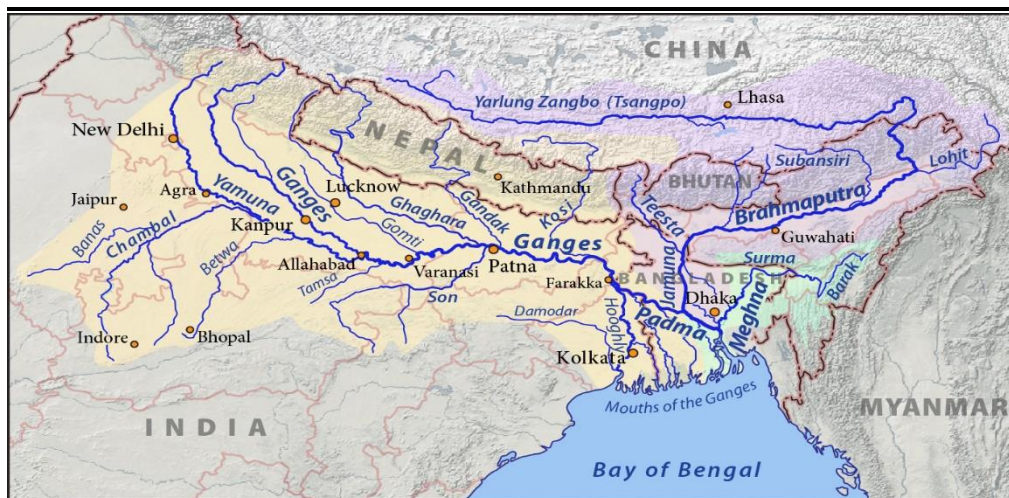 CHINA
Yarlung Zangbo (Tsangpo)
Lhasa
New Delhi
NEPAL
Subansiri
Lohit
BHUTAN
Agra
Yamuna
Ganges
Lucknow
Kathmandu
Jaipur
Ghaghara
Gandak
Kosi
Teesta
Brahmaputra
Banas
Chambal
Kanpur
Gomti
Ganges
Guwahati
Betwa
Allahabad
Varanasi
Patna
Surma
Tamsa
Son
Farakka
BANGLADESH
Jamuna
Barak
Dhaka
Damodar
Hooghly
Padma
Meghna
Indore
Bhopal
Kolkata
Mouths of the Ganges
INDIA
MYANMAR
Bay of Bengal